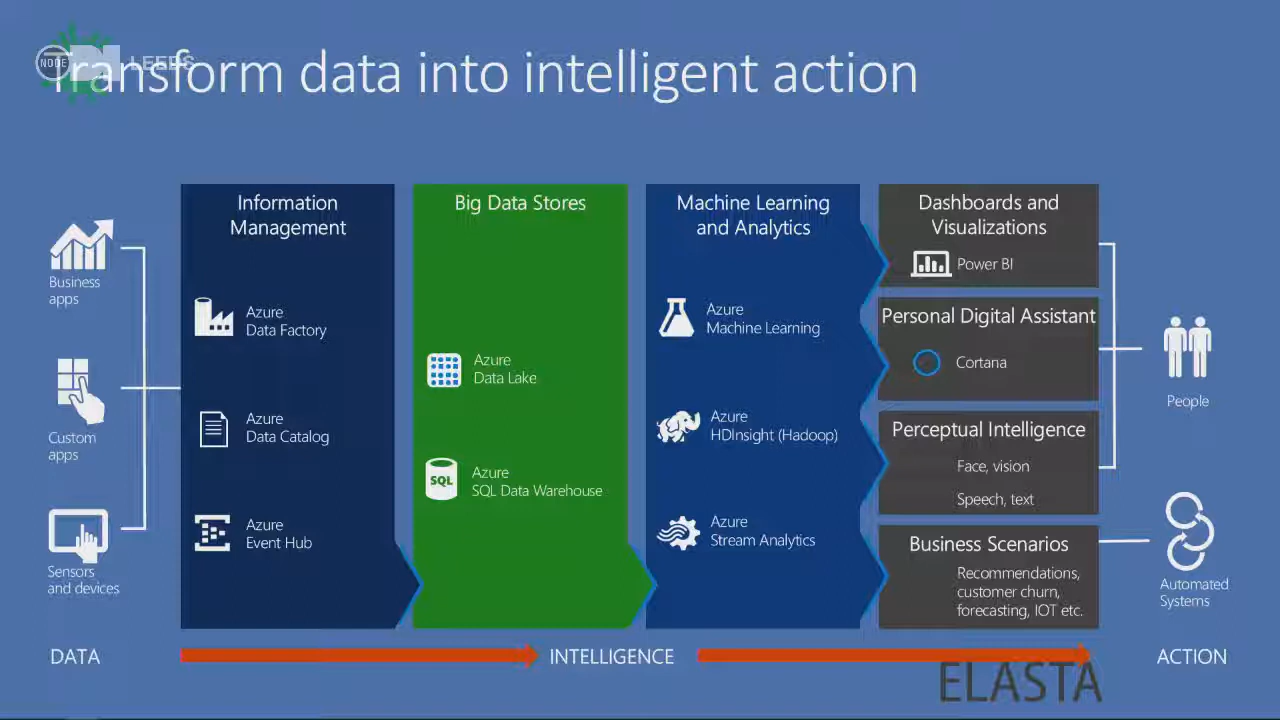 Transform data into intelligent action
NODE
LEEDS
Business
apps
Custom
apps
Sensors
and devices
Information
Management
Azure
Data Factory
Azure
Data Catalog
Azure
Event Hub
Big Data Stores
Azure
Data Lake
SQL
Azure
SQL Data Warehouse
Machine Learning
and Analytics
Azure
Machine Learning
Azure
HDInsight (Hadoop)
Azure
Stream Analytics
Dashboards and
Visualizations
Power BI
Personal Digital Assistant
Cortana
Perceptual Intelligence
Face, vision
Speech, text
Business Scenarios
Recommendations,
customer churn,
forecasting, IOT etc.
People
Automated
Systems
DATA
INTELLIGENCE
ACTION
ELASTA